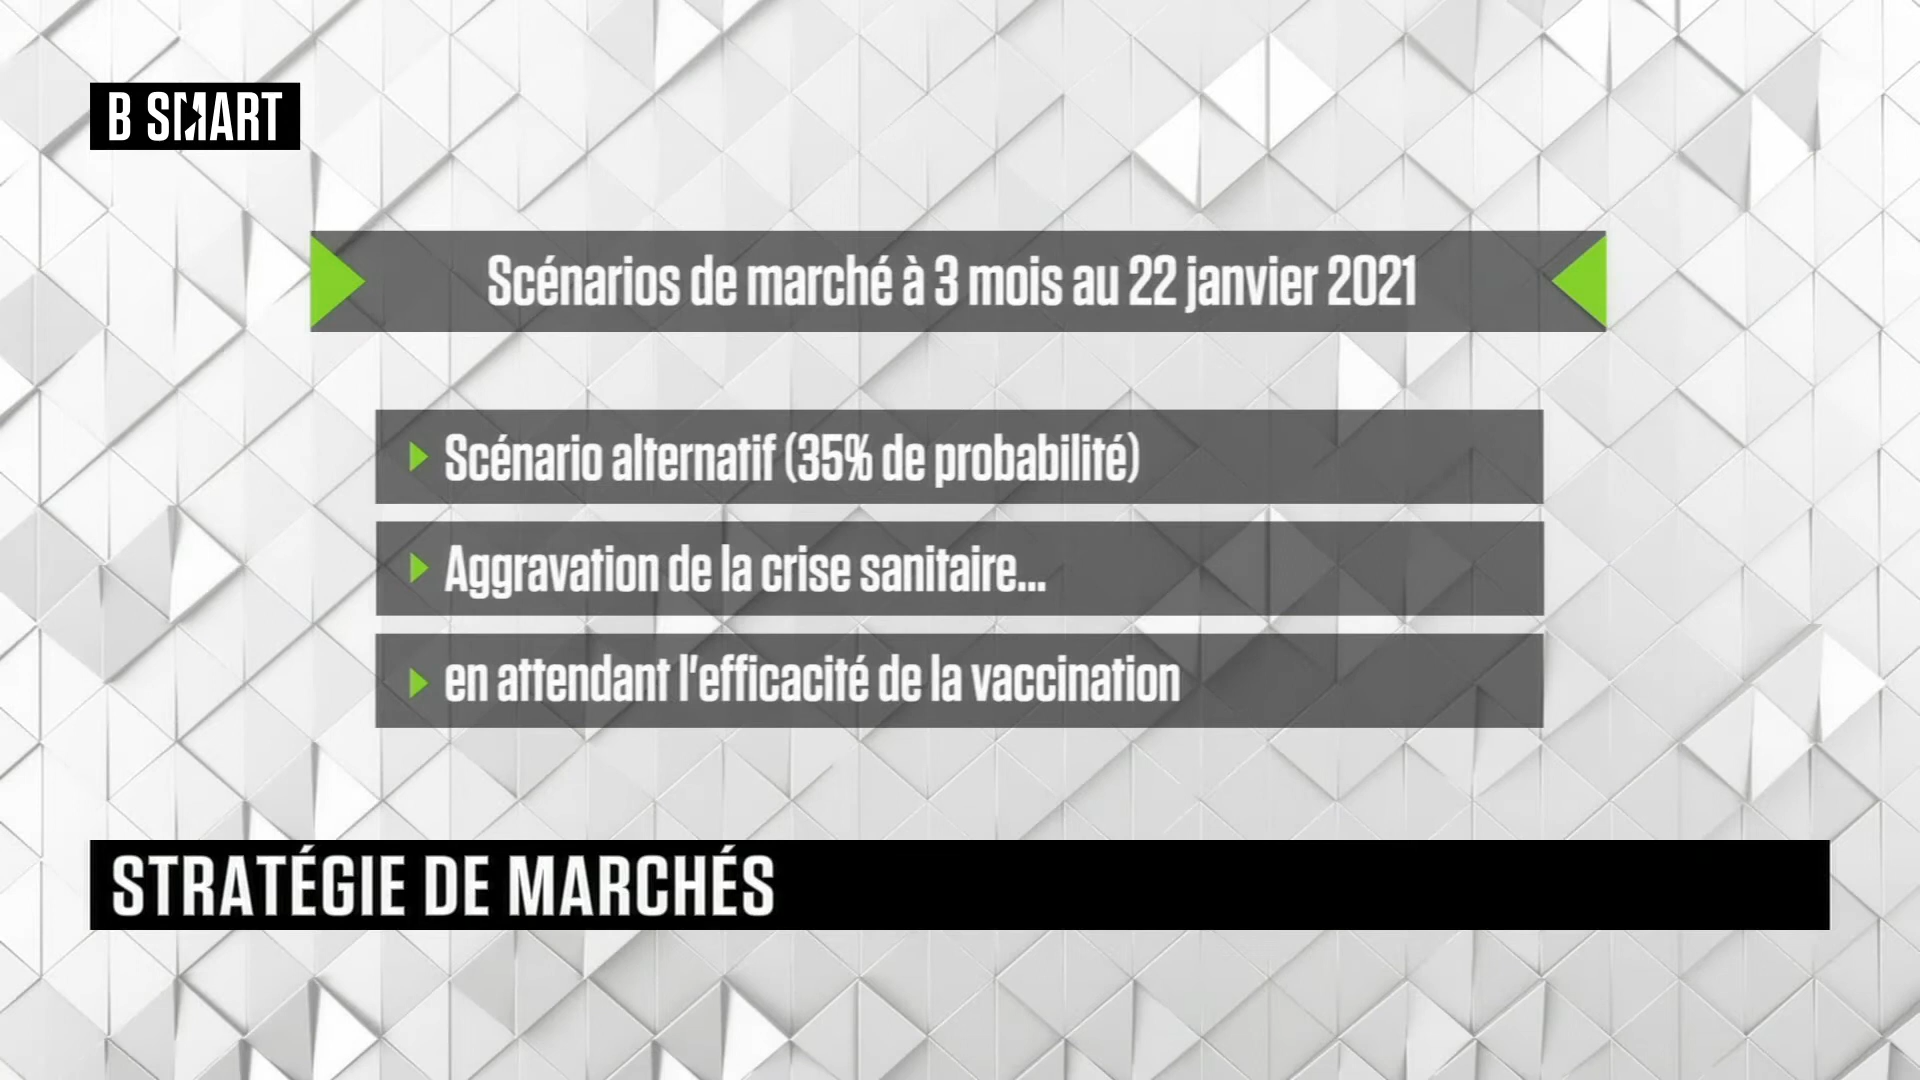 B SMART
Scénarios de marché à 3 mois au 22 janvier 2021
Scénario alternatif (35% de probabilité)
Aggravation de la crise sanitaire...
en attendant l'efficacité de la vaccination
STRATÉGIE DE MARCHÉS